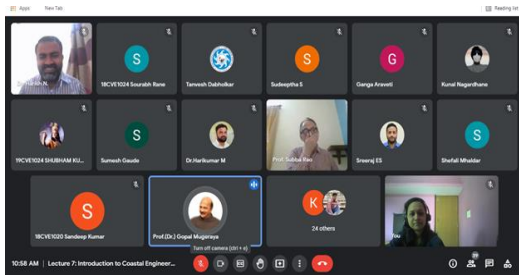 Apps New Tab Reading list
S
S
S
G
18CVE1024 Sourabh Rane
Tanvesh Dabholkar
Sudeeptha S
Ganga Areveti
Kunal Nagardhane
S
S
19CVE1024 SHUBHAM KU...
Sumesh Gauda
Dr.Harikumar M
Prof. Subba Rao
Sreeraj ES
Shefali Mhaldar
S
K
18CVE1020 Sandeep Kumar
Prof.(Dr.) Gopal Mugeraya
24 others
You
Turn off camera (ctrl + e)
10:58 AM | Lecture 7: Introduction to Coastal Engineer...